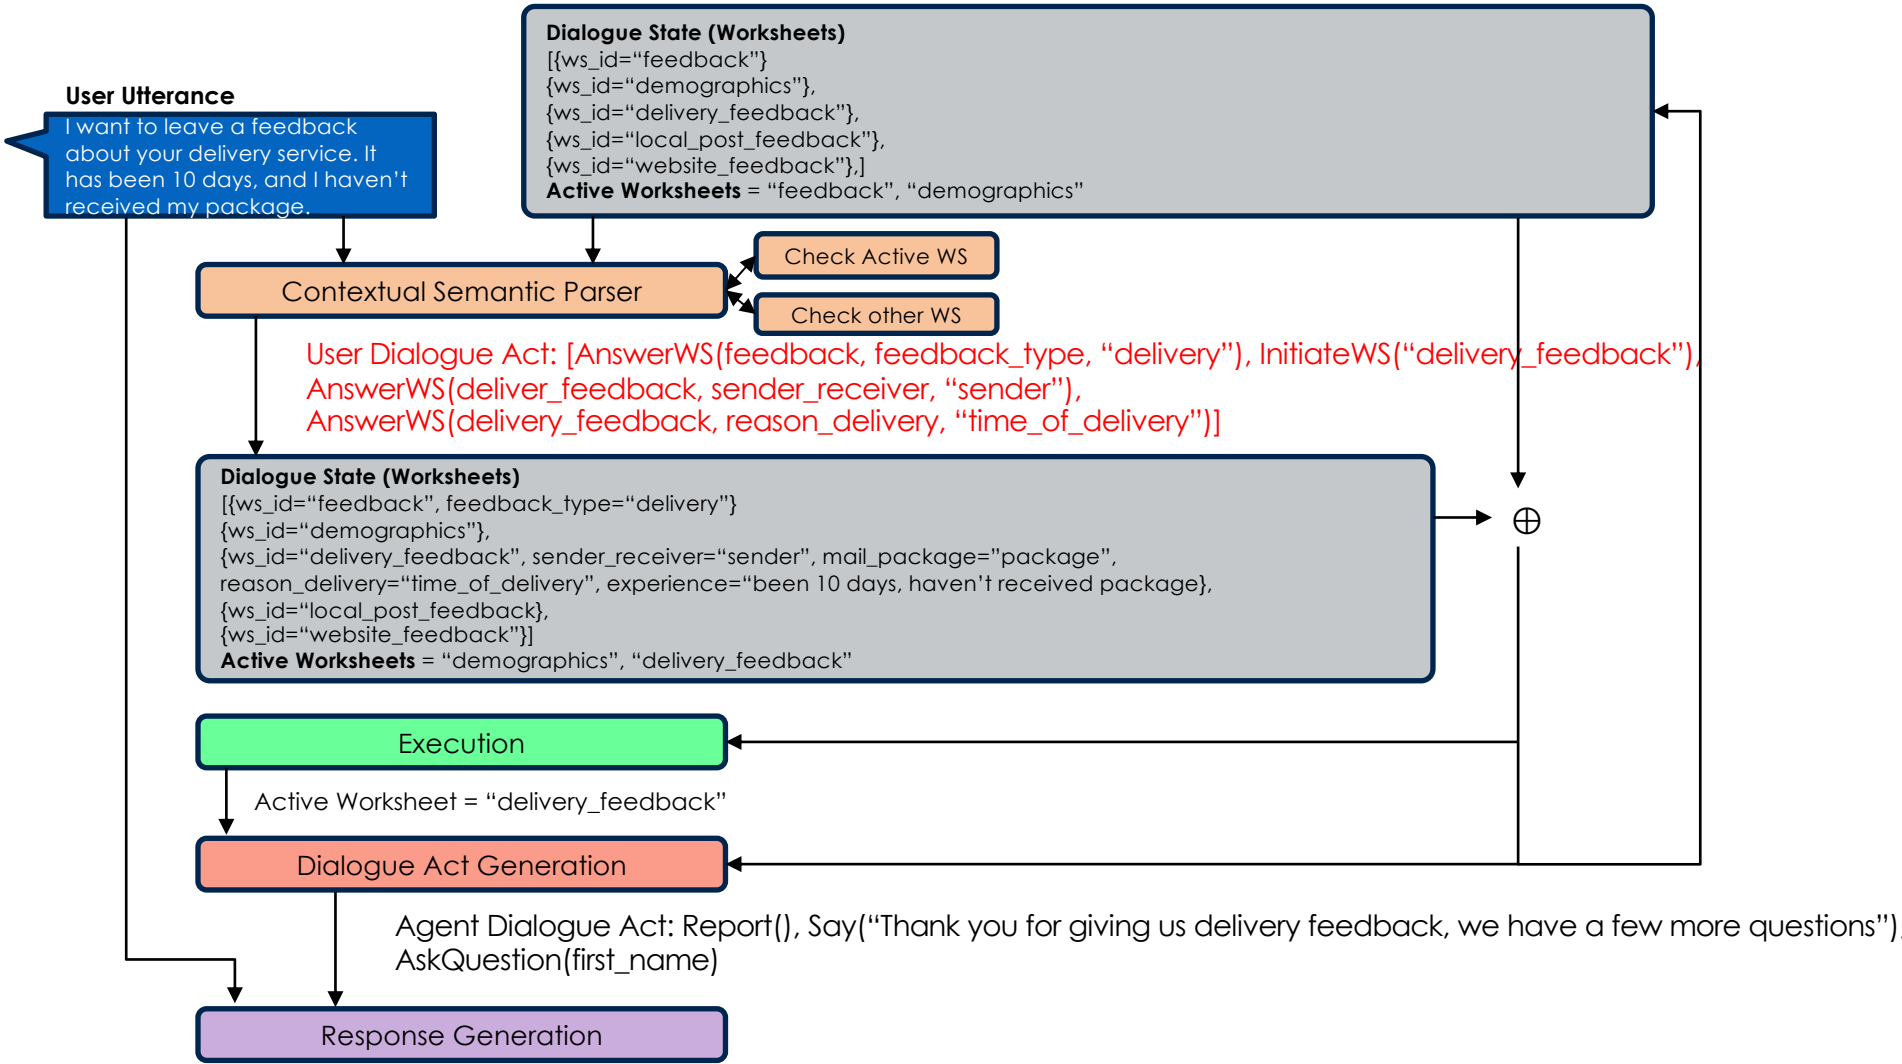 Dialogue State (Worksheets)
[{ws_id=“feedback”}
{ws_id=“demographics”},
{ws_id=“delivery_feedback”},
{ws_id=“local_post_feedback”},
{ws_id=“website_feedback”},]
Active Worksheets = “feedback”, “demographics”
User Utterance
I want to leave a feedback
about your delivery service. It
has been 10 days, and I haven’t
received my package.
Check Active WS
Contextual Semantic Parser
Check other WS
User Dialogue Act: [AnswerWS(feedback, feedback_type, “delivery”), InitiateWS(“delivery_feedback”),
AnswerWS(deliver_feedback, sender_receiver, “sender”),
AnswerWS(delivery_feedback, reason_delivery, “time_of_delivery”)]
Dialogue State (Worksheets)
[{ws_id=“feedback”, feedback_type=“delivery”}
{ws_id=“demographics”},
{ws_id=“delivery_feedback”, sender_receiver=“sender”, mail_package=”package”,
reason_delivery=“time_of_delivery”, experience=“been 10 days, haven’t received package},
{ws_id=“local_post_feedback},
{ws_id=“website_feedback”}]
Active Worksheets = “demographics”, “delivery_feedback”
⊕
Execution
Active Worksheet = “delivery_feedback”
Dialogue Act Generation
Agent Dialogue Act: Report(), Say(“Thank you for giving us delivery feedback, we have a few more questions”),
AskQuestion(first_name)
Response Generation